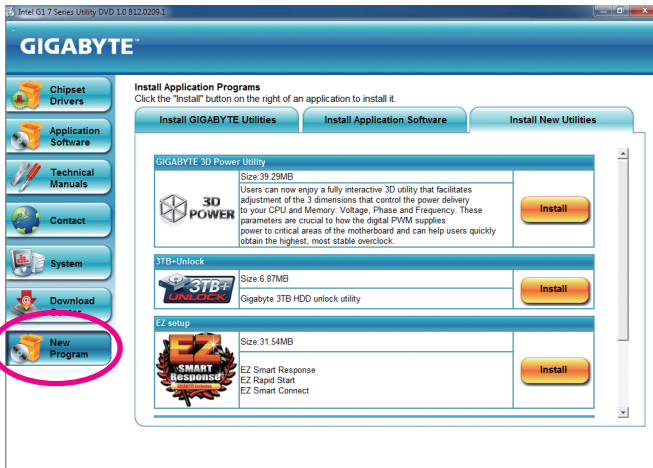 Intel G1 7 Series Utility DVD 1.0 B12.0209.1
GIGABYTE™
Chipset
Drivers
Application
Software
Technical
Manuals
Contact
System
Download
Center
New
Program
Install Application Programs
Click the "Install" button on the right of an application to install it.
Install GIGABYTE Utilities
Install Application Software
Install New Utilities
GIGABYTE 3D Power Utility
3D
POWER
Size:39.29MB
Users can now enjoy a fully interactive 3D utility that facilitates
adjustment of the 3 dimensions that control the power delivery
to your CPU and Memory: Voltage, Phase and Frequency. These
parameters are crucial to how the digital PWM supplies
power to critical areas of the motherboard and can help users quickly
obtain the highest, most stable overclock.
Install
3TB+Unlock
3TB+
UNLOCK
Size:6.87MB
Gigabyte 3TB HDD unlock utility
Install
EZ setup
EZ
SMART
Response
Size:31.54MB
EZ Smart Response
EZ Rapid Start
EZ Smart Connect
Install